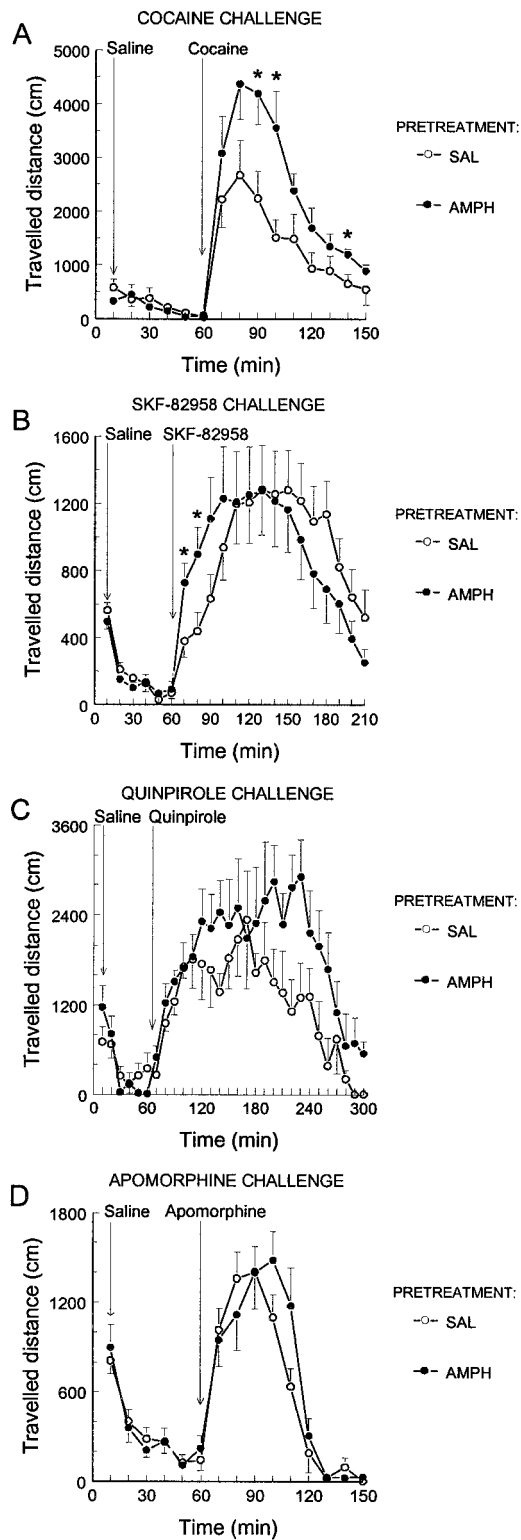 A
COCAINE CHALLENGE
Saline Cocaine
5000
4000
3000
2000
1000
0
Travelled distance (cm)
* *
*
PRETREATMENT:
SAL
AMPH
0 30 60 90 120 150
Time (min)
B
SKF-82958 CHALLENGE
Saline SKF-82958
1600
1200
800
400
0
Travelled distance (cm)
*
*
PRETREATMENT:
SAL
AMPH
0 30 60 90 120 150 180 210
Time (min)
C
QUINPIROLE CHALLENGE
Saline Quinpirole
3600
2400
1200
0
Travelled distance (cm)
PRETREATMENT:
SAL
AMPH
0 60 120 180 240 300
Time (min)
D
APOMORPHINE CHALLENGE
Saline Apomorphine
1800
1200
600
0
Travelled distance (cm)
PRETREATMENT:
SAL
AMPH
0 30 60 90 120 150
Time (min)